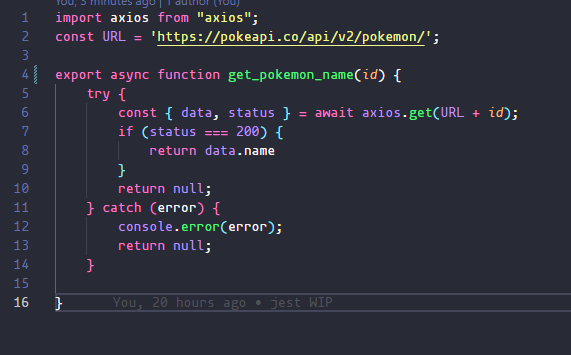 You, 3 minutes ago | 1 author (You)
1 import axios from "axios";
2 const URL = 'https://pokeapi.co/api/v2/pokemon/';
3
4 export async function get_pokemon_name(id) {
5 try {
6 const { data, status } = await axios.get(URL + id);
7 if (status === 200) {
8 return data.name
9 }
10 return null;
11 } catch (error) {
12 console.error(error);
13 return null;
14 }
15
16 } You, 20 hours ago • jest WIP